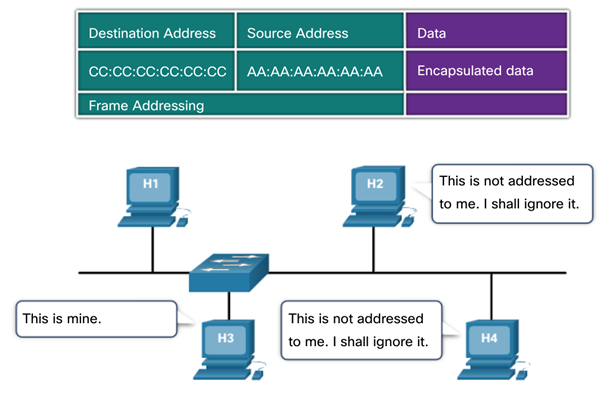 Destination Address Source Address Data
CC:CC:CC:CC:CC:CC AA:AA:AA:AA:AA:AA Encapsulated data
Frame Addressing
H1
H2
This is not addressed
to me. I shall ignore it.
This is mine.
H3
This is not addressed
to me. I shall ignore it.
H4